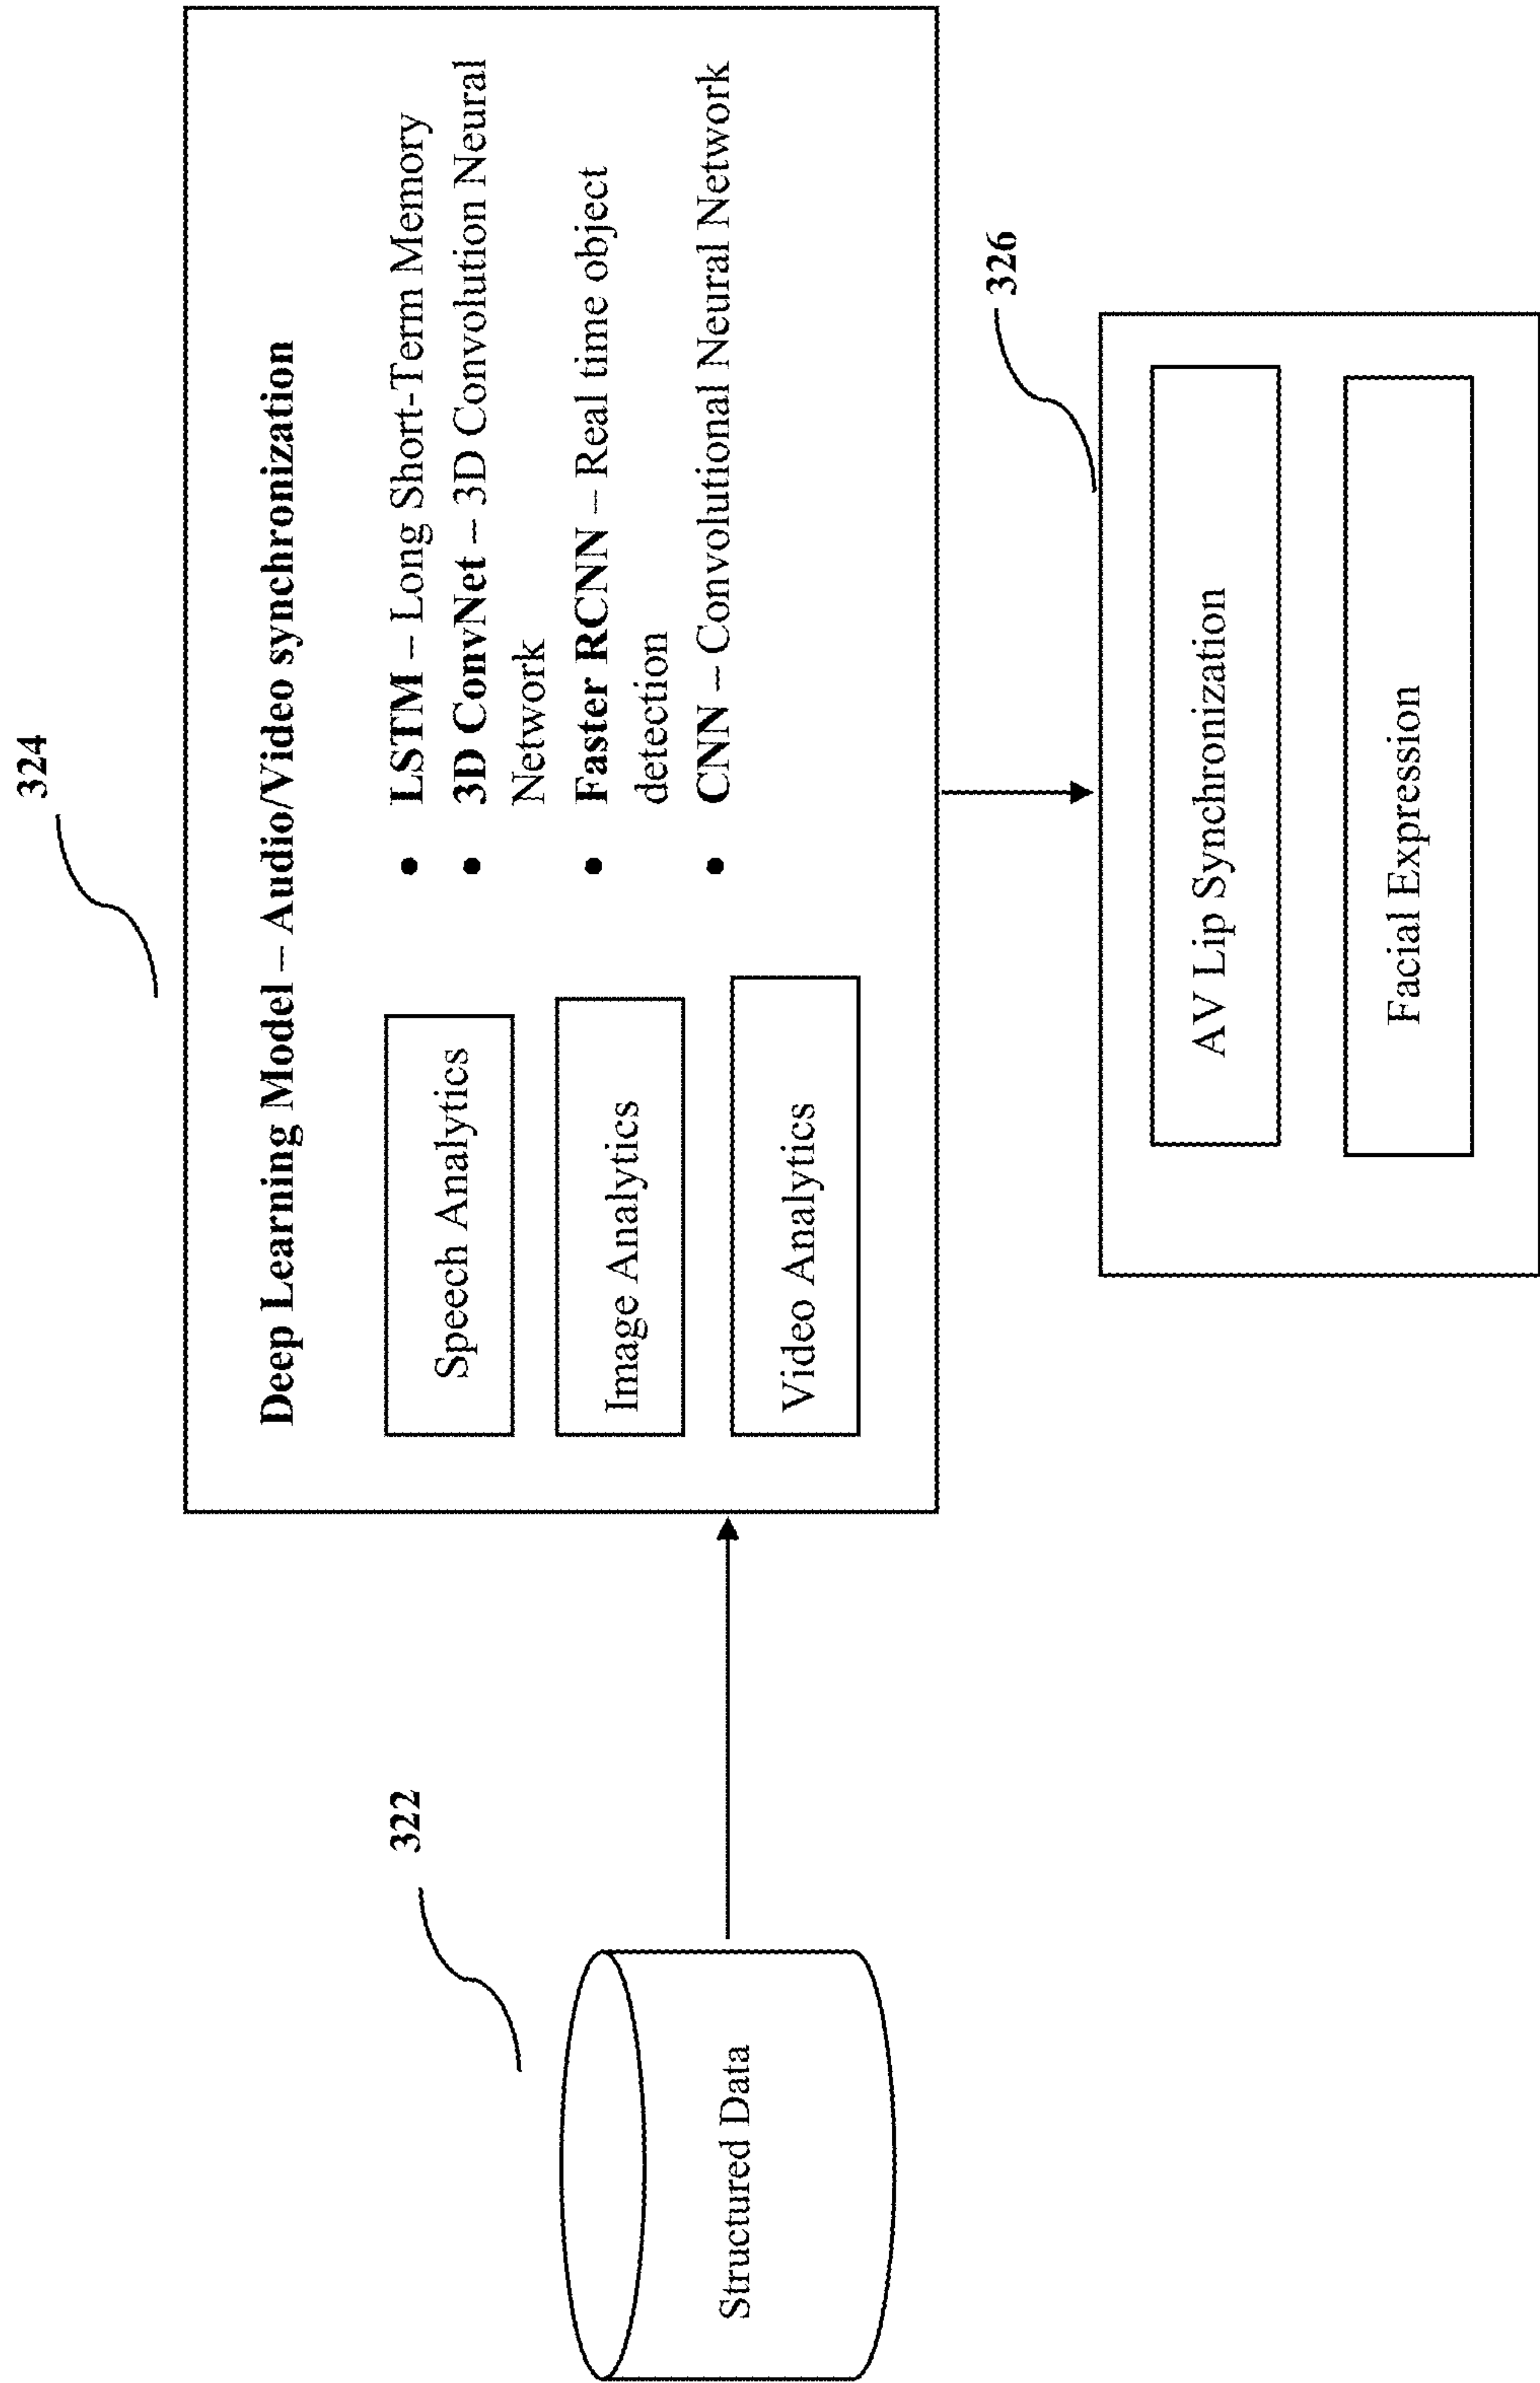 324
Deep Learning Model – Audio/Video synchronization
Speech Analytics
Image Analytics
Video Analytics
• LSTM – Long Short-Term Memory
• 3D ConvNet – 3D Convolution Neural
Network
• Faster RCNN – Real time object
detection
• CNN – Convolutional Neural Network
322
Structured Data
326
AV Lip Synchronization
Facial Expression